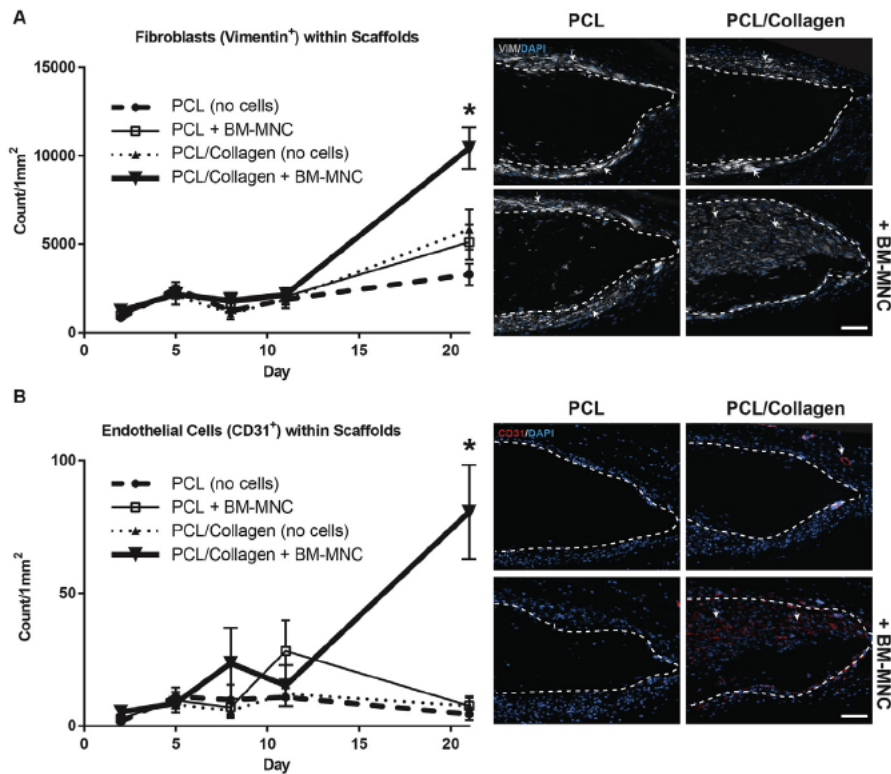 A
Fibroblasts (Vimentin⁺) within Scaffolds
15000
10000
5000
0
Count/1mm²
PCL (no cells)
PCL + BM-MNC
PCL/Collagen (no cells)
PCL/Collagen + BM-MNC
*
0 5 10 15 20
Day
PCL PCL/Collagen
VIM/DAPI
+ BM-MNC
B
Endothelial Cells (CD31⁺) within Scaffolds
100
50
0
Count/1mm²
PCL (no cells)
PCL + BM-MNC
PCL/Collagen (no cells)
PCL/Collagen + BM-MNC
*
0 5 10 15 20
Day
PCL PCL/Collagen
CD31/DAPI
+ BM-MNC